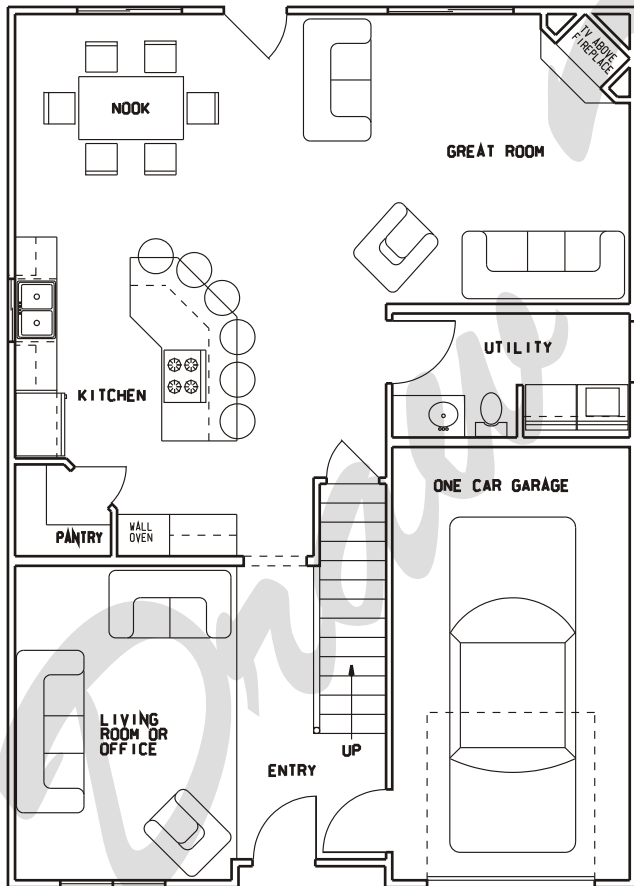 TV ABOVE
FIREPLACE
NOOK
GREAT ROOM
UTILITY
KITCHEN
ONE CAR GARAGE
WALL
OVEN
PANTRY
LIVING
ROOM OR
OFFICE
UP
ENTRY
Draw